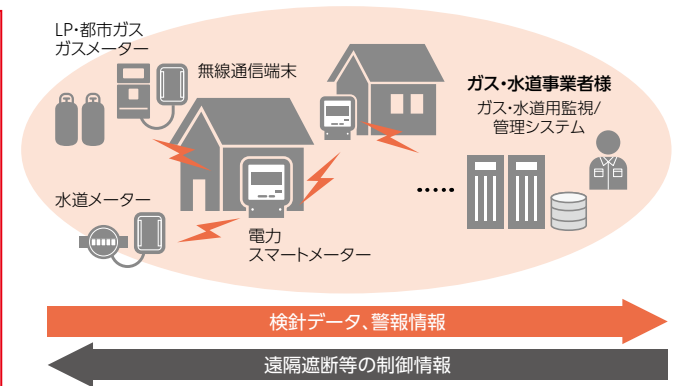 LP・都市ガス
ガスメーター
無線通信端末
ガス・水道事業者様
ガス・水道用監視/
管理システム
水道メーター
電力
スマートメーター
検針データ、警報情報
遠隔遮断等の制御情報